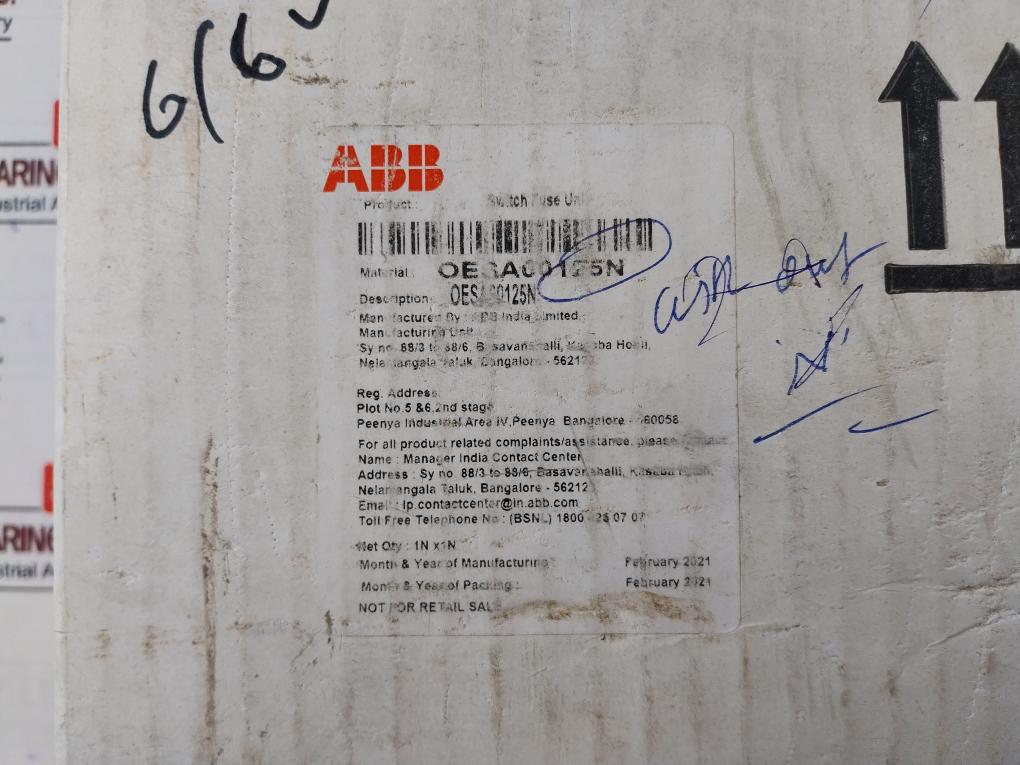 6/6
ABB
Product : Switch Fuse Unit
Material : OESA00125N
Description : OESA00125N
Manufactured By : ABB India Limited
Manufacturing Unit
Sy no. 88/3 to 88/6, Basavanahalli, Kasaba Hobli,
Nelamangala Taluk, Bangalore - 562123
Reg. Address
Plot No.5 &6,2nd stage
Peenya Industrial Area IV,Peenya Bangalore - 560058
For all product related complaints/assistance, please contact
Name : Manager India Contact Center
Address : Sy no. 88/3 to 88/6, Basavanahalli, Kasaba Hobli,
Nelamangala Taluk, Bangalore - 56212
Email : lp.contactcenter@in.abb.com
Toll Free Telephone No : (BSNL) 1800 07 07
Net Qty : 1N x1N
Month & Year of Manufacturing February 2021
Month & Year of Packing : February 2021
NOT FOR RETAIL SALE